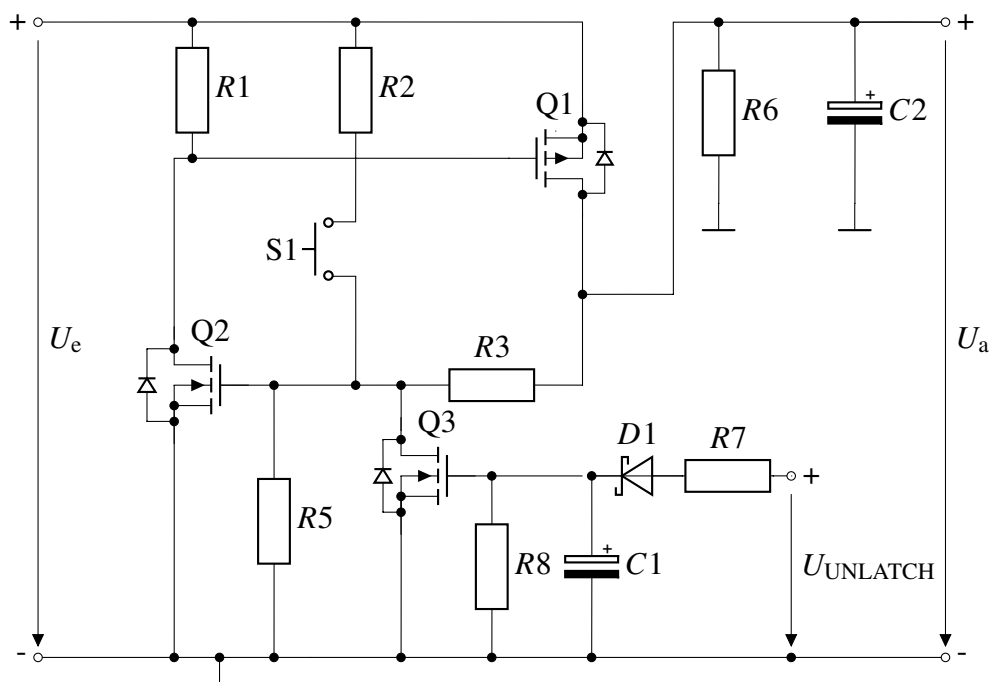 +
+
R1
R2
Q1
R6
+
C2
S1
Ue
Q2
R3
Ua
Q3
D1
R7
+
R5
R8
+
C1
UUNLATCH
-
-